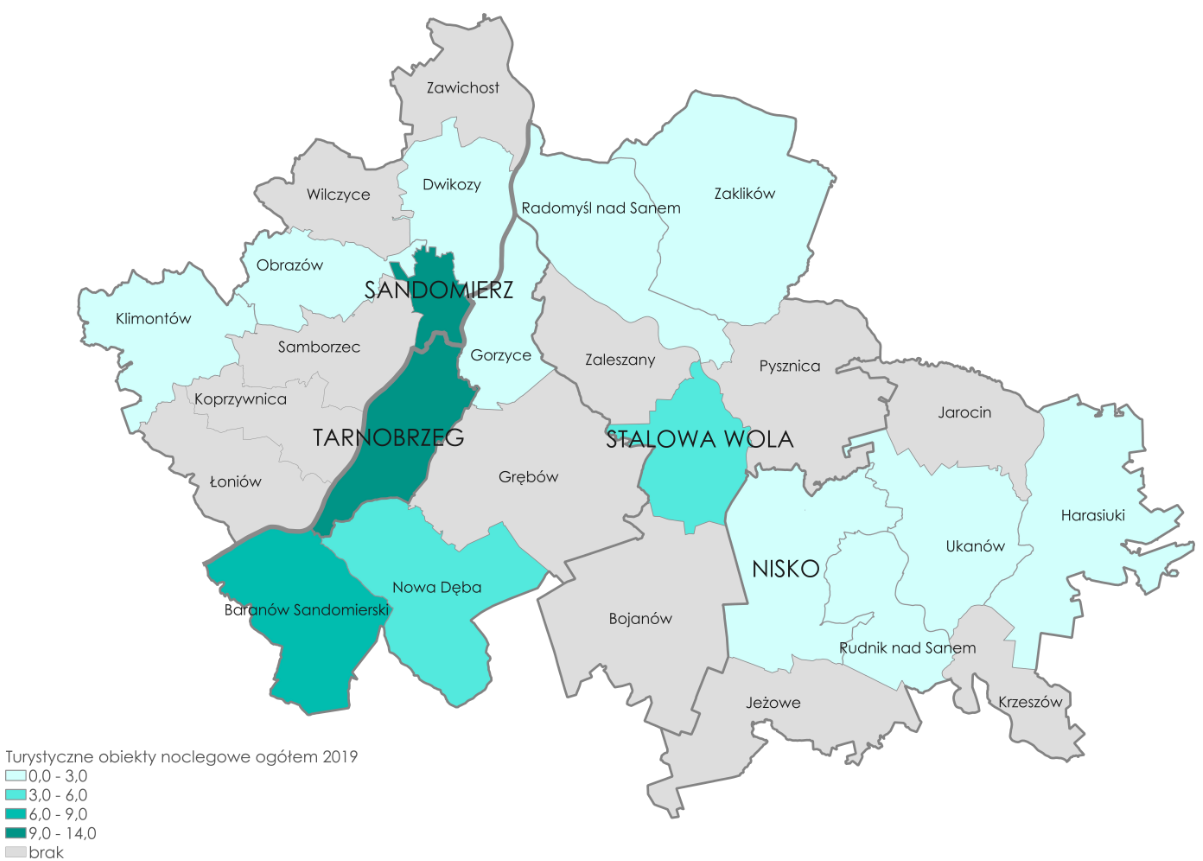 Zawichost
Dwikozy
Wilczyce
Zaklików
Radomyśl nad Sanem
Obrazów
SANDOMIERZ
Klimontów
Samborzec
Gorzyce
Zaleszany
Pysznica
Koprzywnica
Jarocin
TARNOBRZEG
STALOWA WOLA
Łoniów
Grębów
Harasiuki
Ukanów
NISKO
Nowa Dęba
Baranów Sandomierski
Bojanów
Rudnik nad Sanem
Jeżowe
Krzeszów
Turystyczne obiekty noclegowe ogółem 2019
0,0 - 3,0
3,0 - 6,0
6,0 - 9,0
9,0 - 14,0
brak